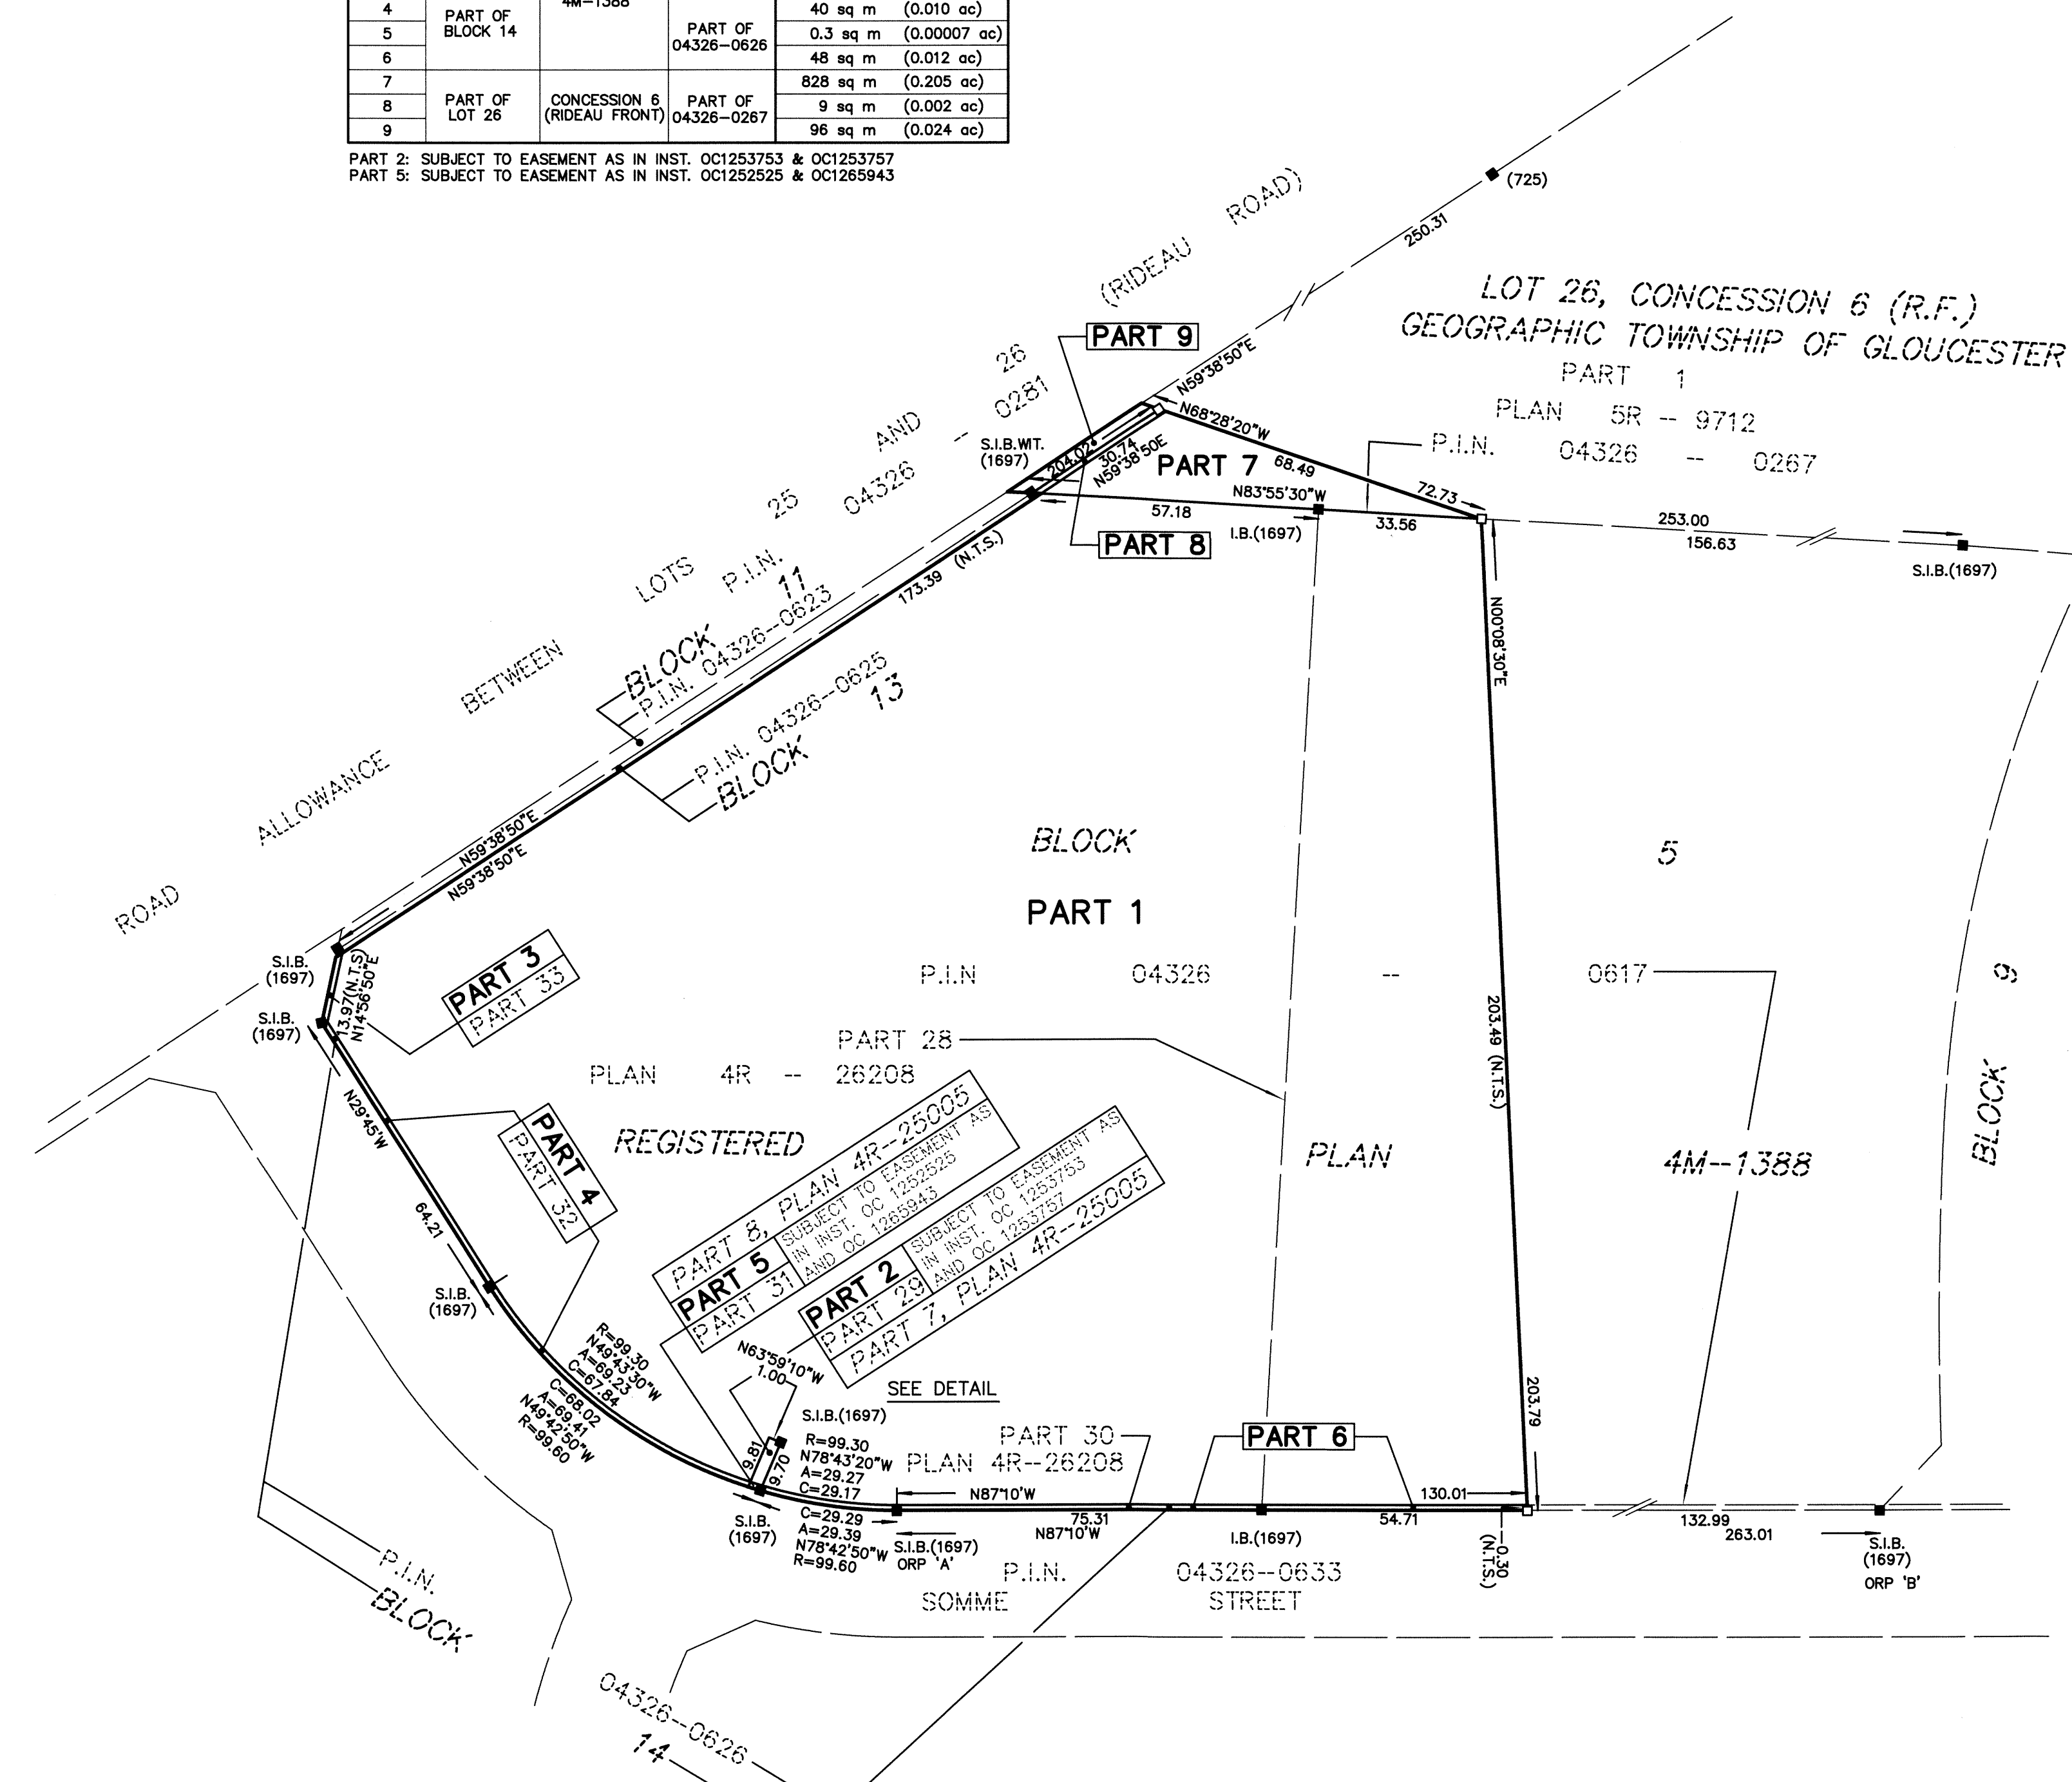 4 PART OF BLOCK 14 4M-1388 PART OF 04326-0626 40 sq m (0.010 ac)
5 0.3 sq m (0.00007 ac)
6 48 sq m (0.012 ac)
7 PART OF LOT 26 CONCESSION 6 (RIDEAU FRONT) PART OF 04326-0267 828 sq m (0.205 ac)
8 9 sq m (0.002 ac)
9 96 sq m (0.024 ac)
PART 2: SUBJECT TO EASEMENT AS IN INST. OC1253753 & OC1253757
PART 5: SUBJECT TO EASEMENT AS IN INST. OC1252525 & OC1265943
(725)
250.31
(RIDEAU ROAD)
LOT 26, CONCESSION 6 (R.F.)
GEOGRAPHIC TOWNSHIP OF GLOUCESTER
PART 1
PLAN 5R -- 9712
P.I.N. 04326 -- 0267
PART 9
N59°38'50"E
N68°28'20"W
68.49
72.73
S.I.B.WIT.
(1697)
204.02
30.74
N59°38'50E
PART 7
N83°55'30"W
57.18
33.56
I.B.(1697)
PART 8
253.00
156.63
S.I.B.(1697)
ROAD ALLOWANCE BETWEEN LOTS 25 AND 26
P.I.N. 04326 -- 0281
BLOCK 11
P.I.N. 04326--0623
P.I.N. 04326--0625
BLOCK 13
173.39 (N.T.S.)
N59°38'50"E
N59°38'50"E
N00°08'30"E
203.49 (N.T.S.)
203.79
BLOCK 5
PART 1
P.I.N 04326 -- 0617
BLOCK 9
S.I.B.
(1697)
S.I.B.
(1697)
13.97(N.T.S)
N14°56'50"E
PART 3
PART 33
PART 28
PLAN 4R -- 26208
REGISTERED PLAN 4M--1388
N29°45'W
64.21
PART 4
PART 32
S.I.B.
(1697)
PART 8, PLAN 4R--25005
PART 5
PART 31
SUBJECT TO EASEMENT AS
IN INST. OC 1252525
AND OC 1265943
PART 2
PART 29
SUBJECT TO EASEMENT AS
IN INST. OC 1253753
AND OC 1253757
PART 7, PLAN 4R--25005
R=99.30
N49°43'30"W
A=69.23
C=67.84
C=68.02
A=69.41
N49°42'50"W
R=99.60
N63°59'10"W
1.00
SEE DETAIL
S.I.B.(1697)
9.81
9.70
R=99.30
N78°43'20"W
A=29.27
C=29.17
S.I.B.
(1697)
C=29.29
A=29.39
N78°42'50"W
R=99.60
PART 30
PLAN 4R--26208
PART 6
N87°10'W
130.01
75.31
N87°10'W
54.71
S.I.B.(1697)
ORP 'A'
I.B.(1697)
0.30
(N.T.S.)
132.99
263.01
S.I.B.
(1697)
ORP 'B'
P.I.N. 04326--0633
SOMME STREET
P.I.N. 04326--0626
BLOCK 14